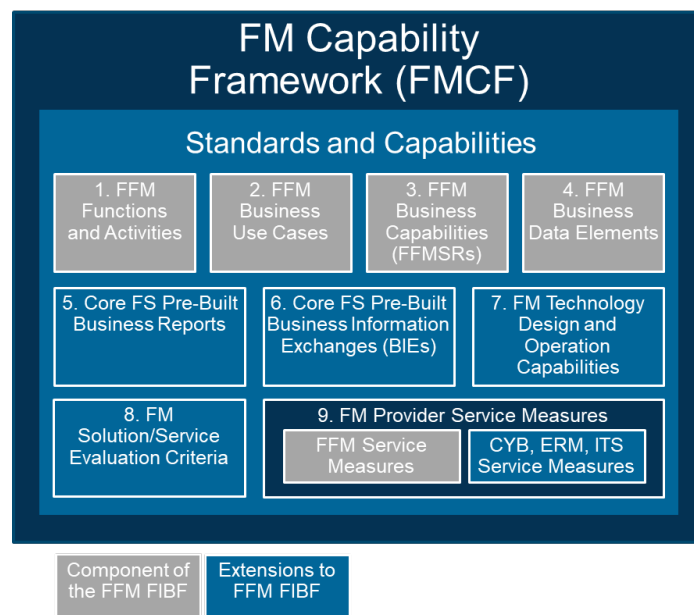 FM Capability
Framework (FMCF)
Standards and Capabilities
1. FFM
Functions
and Activities
2. FFM
Business
Use Cases
3. FFM
Business
Capabilities
(FFMSRs)
4. FFM
Business
Data Elements
5. Core FS Pre-Built
Business Reports
6. Core FS Pre-Built
Business Information
Exchanges (BIEs)
7. FM Technology
Design and
Operation
Capabilities
8. FM
Solution/Service
Evaluation Criteria
9. FM Provider Service Measures
FFM Service
Measures
CYB, ERM, ITS
Service Measures
Component of
the FFM FIBF
Extensions to
FFM FIBF